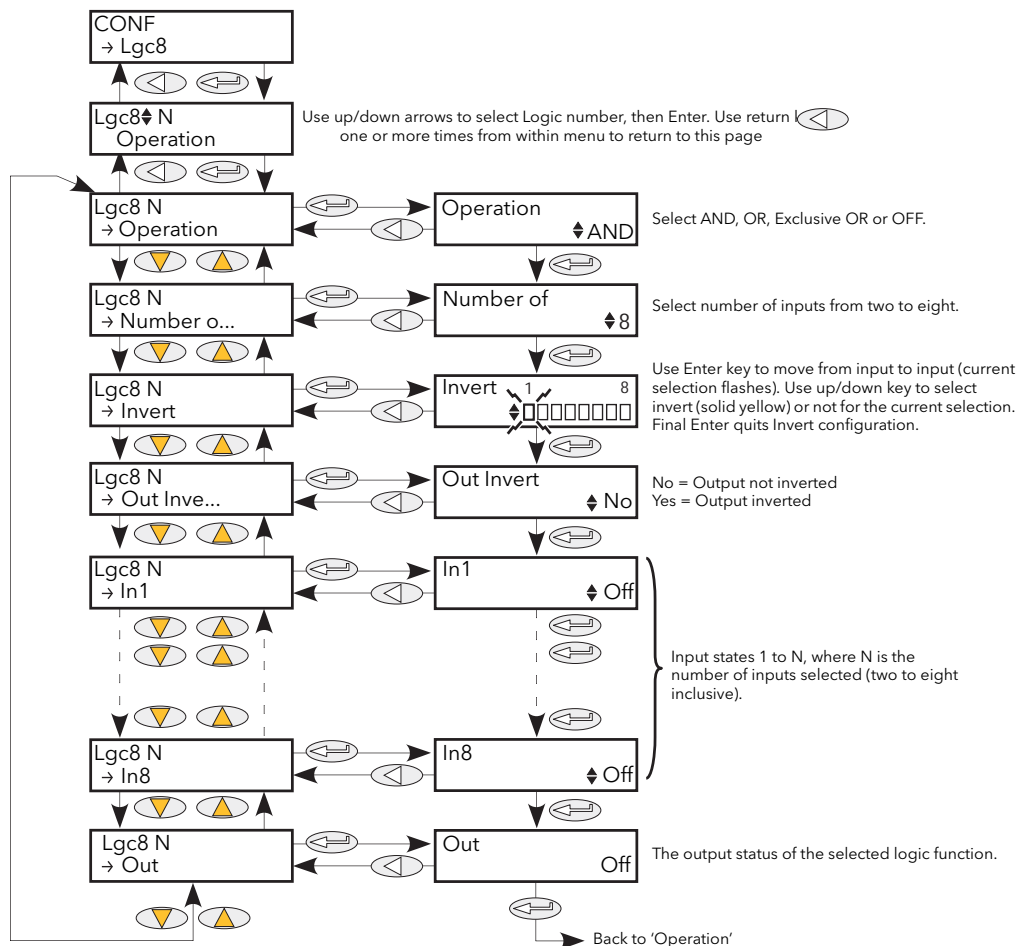 CONF
→ Lgc8
Lgc8 N
Operation
Use up/down arrows to select Logic number, then Enter. Use return
one or more times from within menu to return to this page
Lgc8 N
→ Operation
Operation
AND
Select AND, OR, Exclusive OR or OFF.
Lgc8 N
→ Number o...
Number of
8
Select number of inputs from two to eight.
Lgc8 N
→ Invert
Invert
1 8
Use Enter key to move from input to input (current
selection flashes). Use up/down key to select
invert (solid yellow) or not for the current selection.
Final Enter quits Invert configuration.
Lgc8 N
→ Out Inve...
Out Invert
No
No = Output not inverted
Yes = Output inverted
Lgc8 N
→ In1
In1
Off
Input states 1 to N, where N is the
number of inputs selected (two to eight
inclusive).
Lgc8 N
→ In8
In8
Off
Lgc8 N
→ Out
Out
Off
The output status of the selected logic function.
Back to 'Operation'